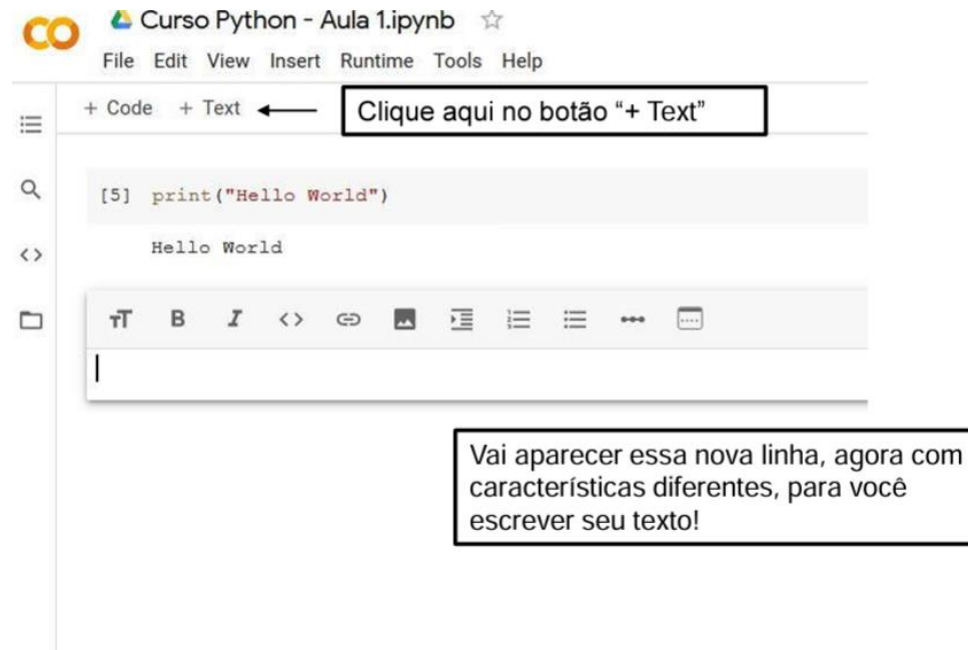 Curso Python - Aula 1.ipynb
File Edit View Insert Runtime Tools Help
+ Code + Text
Clique aqui no botão “+ Text”
[5] print("Hello World")
Hello World
Vai aparecer essa nova linha, agora com
características diferentes, para você
escrever seu texto!